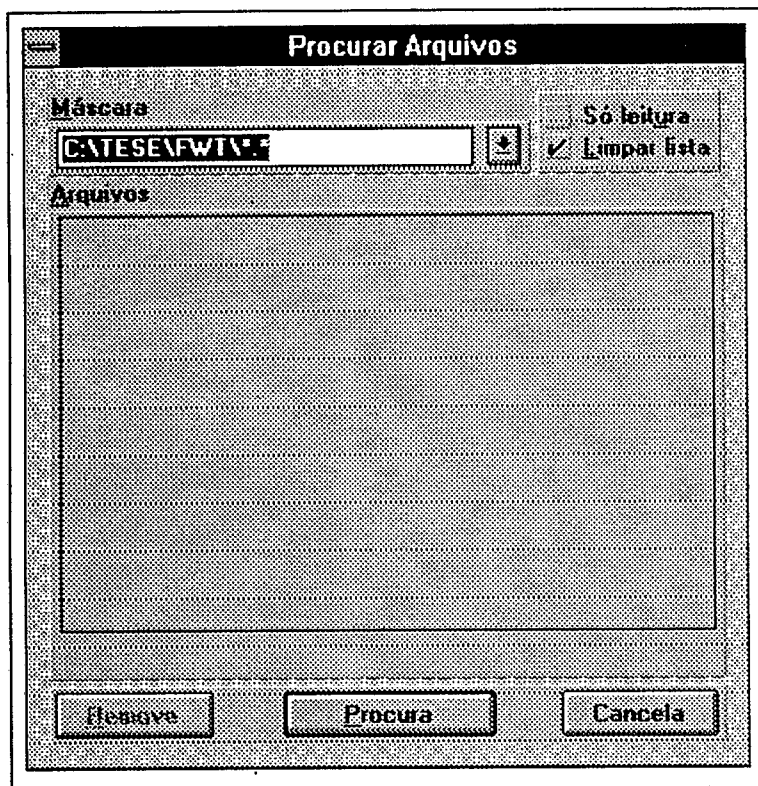 Procurar Arquivos
Máscara
Só leitura
C:\TESE\FWT\*.*
Limpar lista
Arquivos
Remove
Procura
Cancela